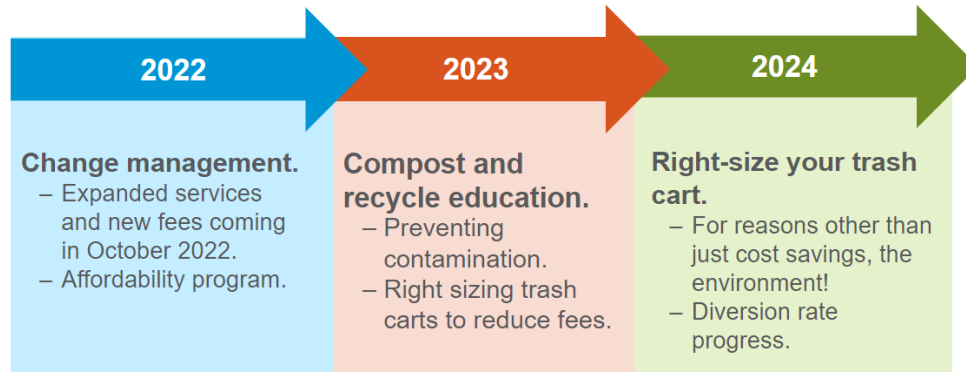 2022
Change management.
– Expanded services
and new fees coming
in October 2022.
– Affordability program.
2023
Compost and
recycle education.
– Preventing
contamination.
– Right sizing trash
carts to reduce fees.
2024
Right-size your trash
cart.
– For reasons other than
just cost savings, the
environment!
– Diversion rate
progress.